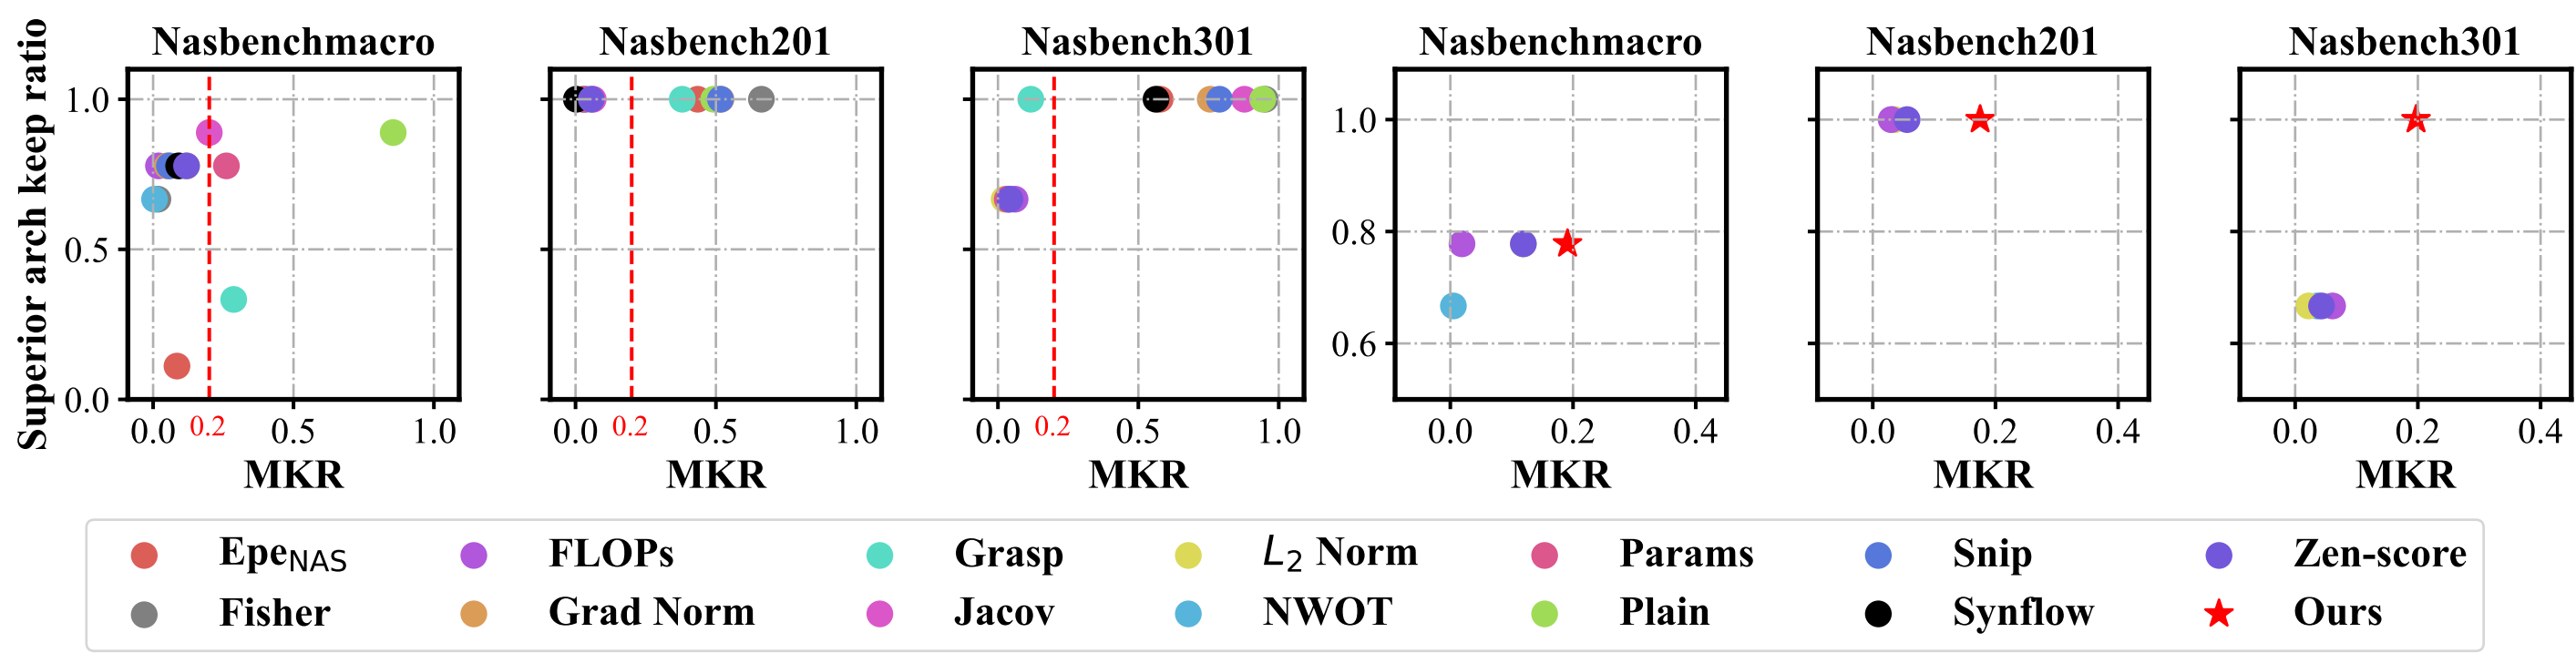 Superior arch keep ratio
Nasbenchmacro Nasbench201 Nasbench301 Nasbenchmacro Nasbench201 Nasbench301
1.0
0.5
0.0
1.0
0.8
0.6
0.0 0.2 0.5 1.0 0.0 0.2 0.5 1.0 0.0 0.2 0.5 1.0 0.0 0.2 0.4 0.0 0.2 0.4 0.0 0.2 0.4
MKR MKR MKR MKR MKR MKR
Epe_NAS FLOPs Grasp L_2 Norm Params Snip Zen-score
Fisher Grad Norm Jacov NWOT Plain Synflow Ours